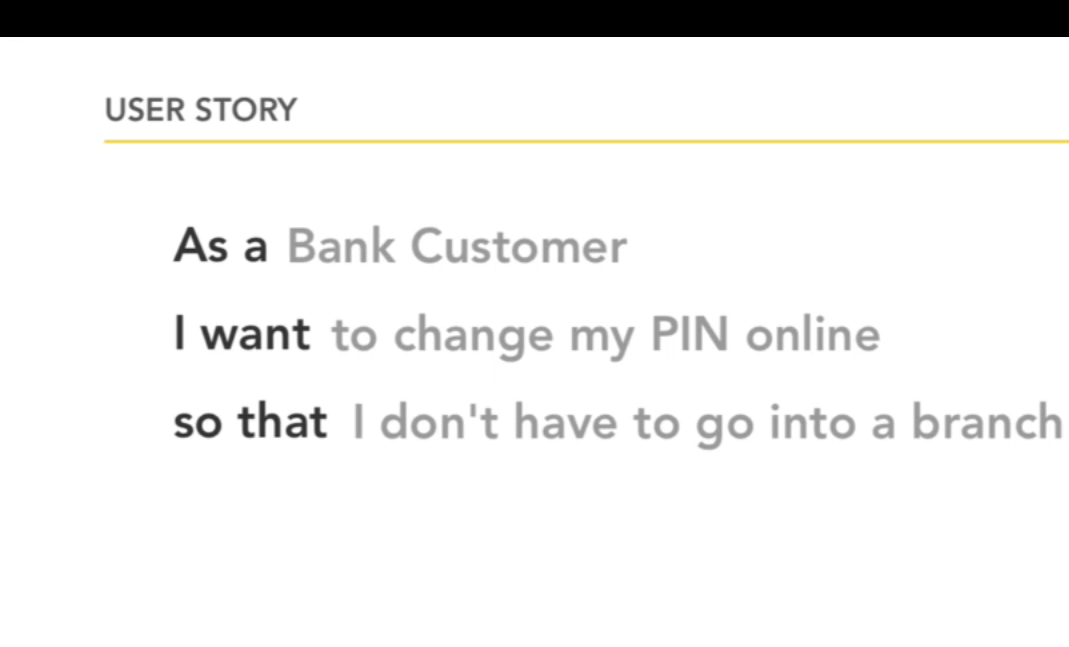 USER STORY
As a Bank Customer
I want to change my PIN online
so that I don't have to go into a branch